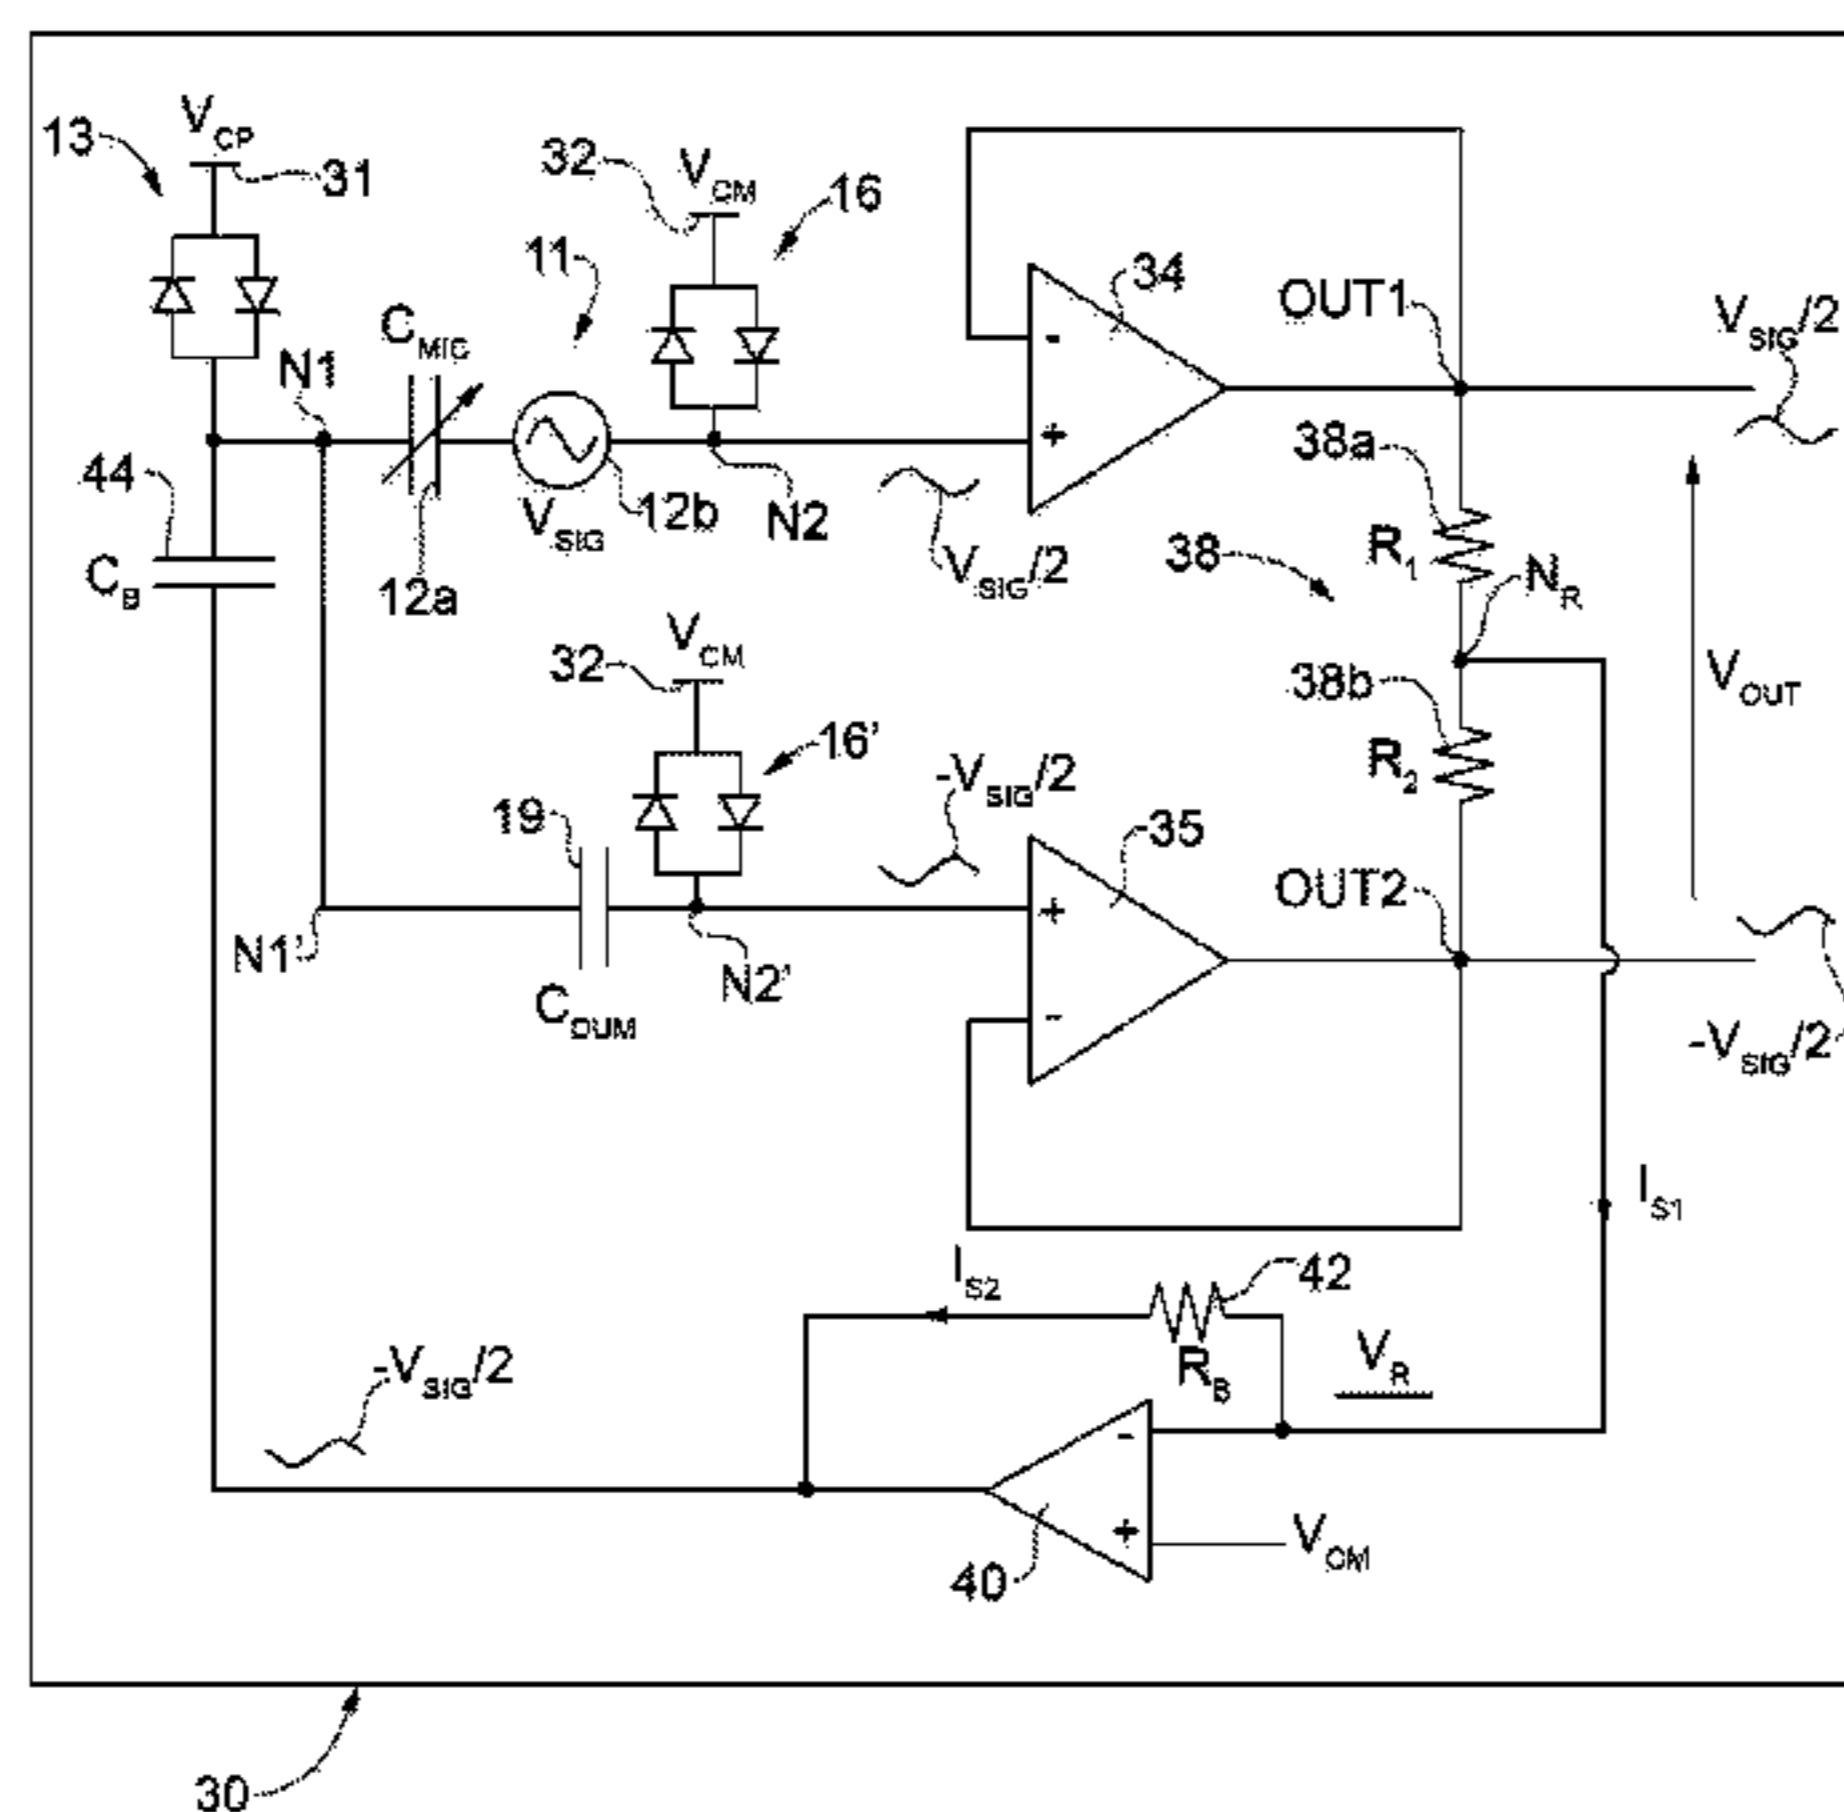 V_CP
13
31
32
V_CM
16
11
34
OUT1
V_SIG/2
C_MIC
N1
38a
44
V_SIG
12b
N2
V_SIG/2
38
R_1
N_R
C_B
12a
V_CM
32
38b
V_OUT
16'
R_2
-V_SIG/2
19
35
OUT2
N1'
N2'
C_DUM
-V_SIG/2
I_S1
I_S2
42
-V_SIG/2
R_B
V_R
40
V_CM
30
-
+
+
-
-
+